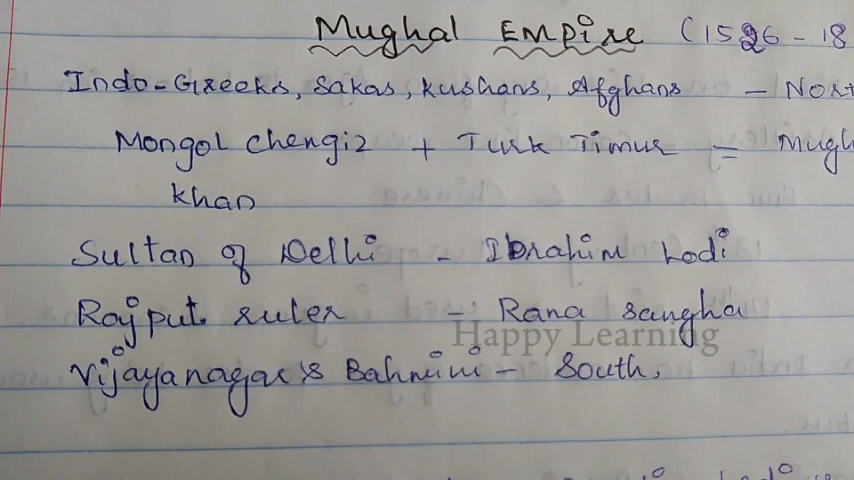 Mughal EMPire (1526 - 18
Indo-Greeks, Sakas, Kushans, Afghans - Nort
Mongol Chengiz + Turk Timur = Mugh
khan
Sultan of Delhi - Ibrahim Lodi
Rajput ruler - Rana sangha
Happy Learning
Vijayanagar & Bahmini - South.